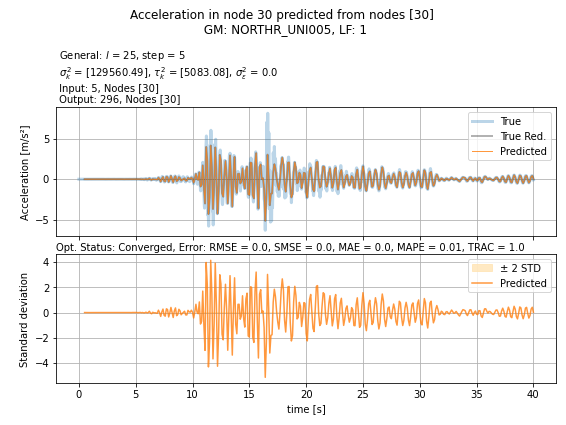 Acceleration in node 30 predicted from nodes [30]
GM: NORTHR_UNI005, LF: 1
General: l = 25, step = 5
σ²ₖ = [129560.49], τ²ₖ = [5083.08], σ²ε = 0.0
Input: 5, Nodes [30]
Output: 296, Nodes [30]
True
True Red.
Predicted
Acceleration [m/s²]
5
0
−5
Opt. Status: Converged, Error: RMSE = 0.0, SMSE = 0.0, MAE = 0.0, MAPE = 0.01, TRAC = 1.0
± 2 STD
Predicted
Standard deviation
4
2
0
−2
−4
0 5 10 15 20 25 30 35 40
time [s]